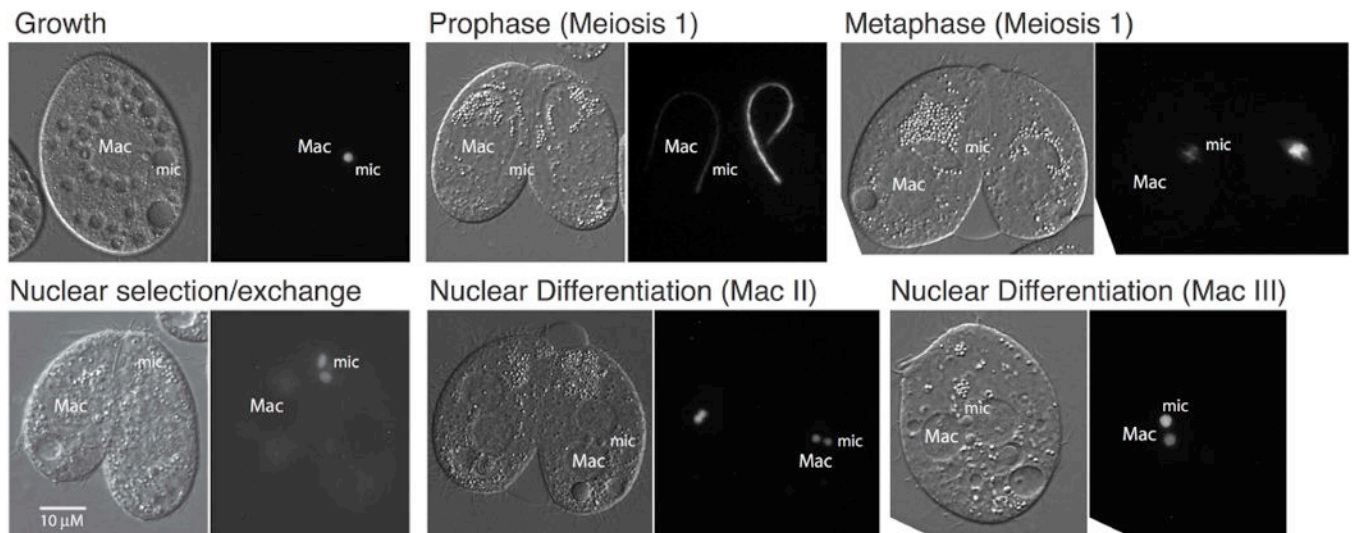 Growth
Mac
mic
Mac
mic
Prophase (Meiosis 1)
Mac
mic
Mac
mic
Metaphase (Meiosis 1)
mic
Mac
mic
Mac
Nuclear selection/exchange
mic
Mac
10 µM
mic
Mac
Nuclear Differentiation (Mac II)
mic
Mac
mic
Mac
Nuclear Differentiation (Mac III)
mic
Mac
mic
Mac